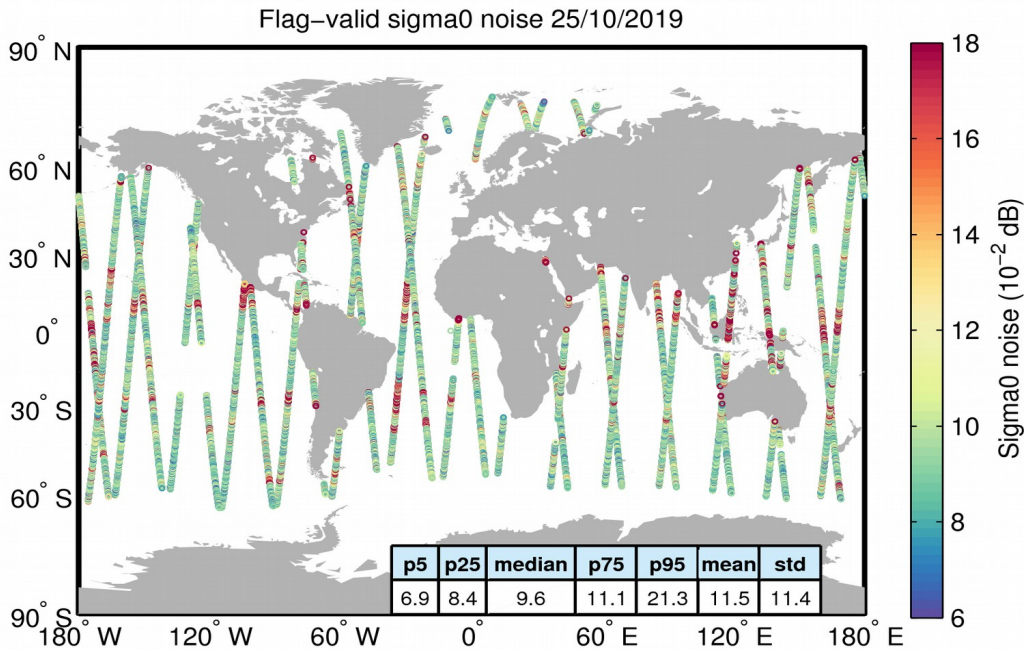 Flag−valid sigma0 noise 25/10/2019
90° N
60° N
30° N
0°
30° S
60° S
90° S
180° W 120° W 60° W 0° 60° E 120° E 180° E
p5 p25 median p75 p95 mean std
6.9 8.4 9.6 11.1 21.3 11.5 11.4
18
16
14
12
10
8
6
Sigma0 noise (10−2 dB)